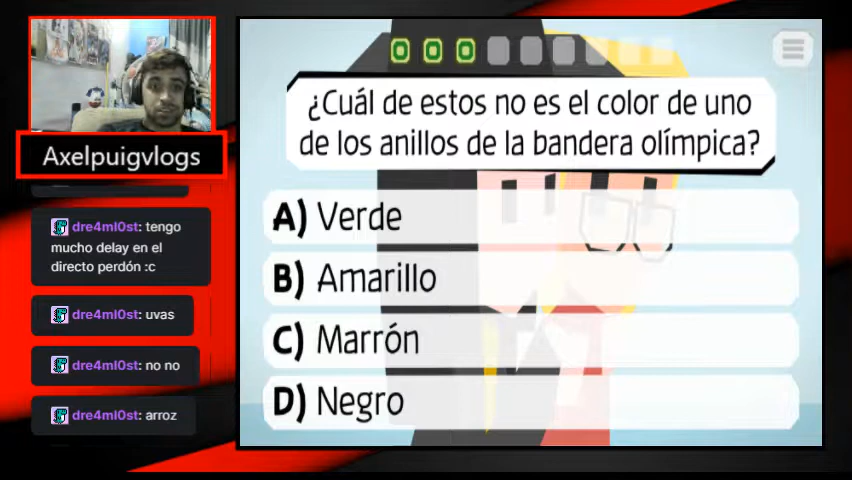 ¿Cuál de estos no es el color de uno
de los anillos de la bandera olímpica?
A) Verde
B) Amarillo
C) Marrón
D) Negro
Axelpuigvlogs
dre4ml0st: tengo
mucho delay en el
directo perdón :c
dre4ml0st: uvas
dre4ml0st: no no
dre4ml0st: arroz